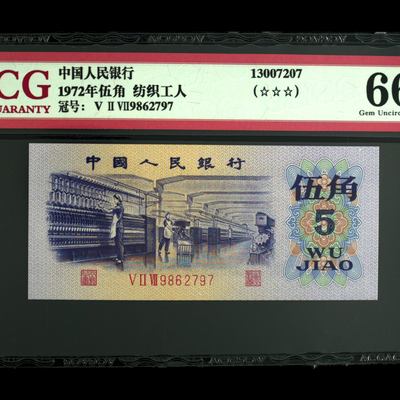 CG
UARANTY
中国人民银行
1972年伍角 纺织工人
冠号: V II VII9862797
13007207
(☆☆☆)
66
Gem Uncirc
中國人民銀行
伍角
5
WU
JIAO
V II VII 9862797